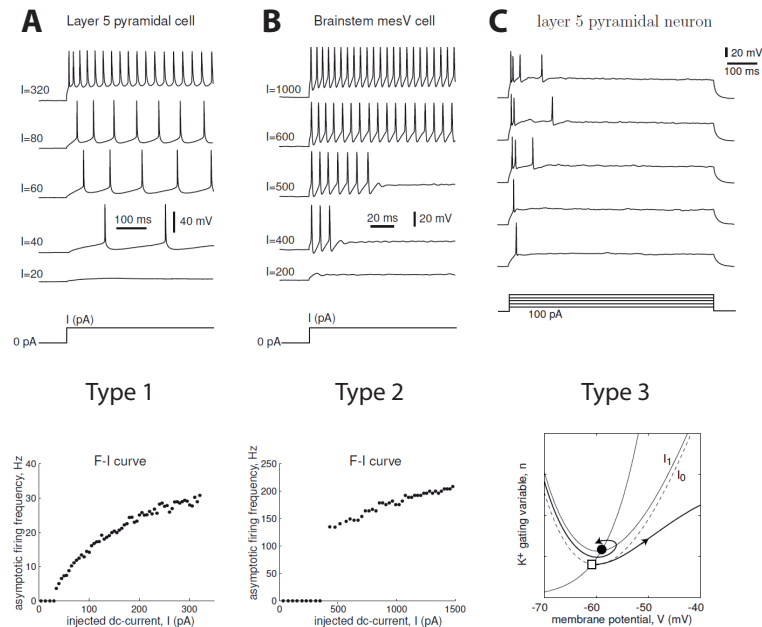 A
Layer 5 pyramidal cell
I=320
I=80
I=60
100 ms
40 mV
I=40
I=20
I (pA)
0 pA
B
Brainstem mesV cell
I=1000
I=600
I=500
20 ms
20 mV
I=400
I=200
I (pA)
0 pA
C
layer 5 pyramidal neuron
20 mV
100 ms
100 pA
Type 1
Type 2
Type 3
F-I curve
asymptotic firing frequency, Hz
40
30
20
10
0
0
100
200
300
injected dc-current, I (pA)
F-I curve
asymptotic firing frequency, Hz
250
200
150
100
50
0
0
500
1000
1500
injected dc-current, I (pA)
K+ gating variable, n
I1
I0
-70
-60
-50
-40
membrane potential, V (mV)